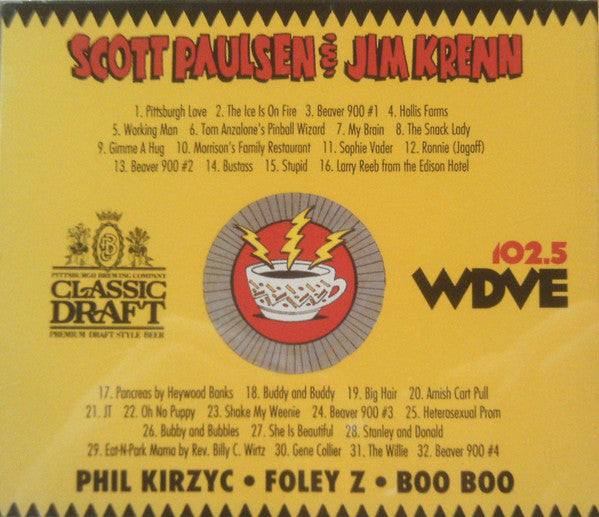 SCOTT PAULSEN and JIM KRENN
1. Pittsburgh Love 2. The Ice Is On Fire 3. Beaver 900 #1 4. Hollis Farms
5. Working Man 6. Tom Anzalone's Pinball Wizard 7. My Brain 8. The Snack Lady
9. Gimme A Hug 10. Morrison's Family Restaurant 11. Sophie Vader 12. Ronnie (Jagoff)
13. Beaver 900 #2 14. Bustass 15. Stupid 16. Larry Reeb from the Edison Hotel
PITTSBURGH BREWING COMPANY
CLASSIC
DRAFT
PREMIUM DRAFT STYLE BEER
102.5
WDVE
17. Pancreas by Heywood Banks 18. Buddy and Buddy 19. Big Hair 20. Amish Cart Pull
21. JT 22. Oh No Puppy 23. Shake My Weenie 24. Beaver 900 #3 25. Heterosexual Prom
26. Bubby and Bubbles 27. She Is Beautiful 28. Stanley and Donald
29. Eat-N-Park Mama by Rev. Billy C. Wirtz 30. Gene Collier 31. The Willie 32. Beaver 900 #4
PHIL KIRZYC • FOLEY Z • BOO BOO